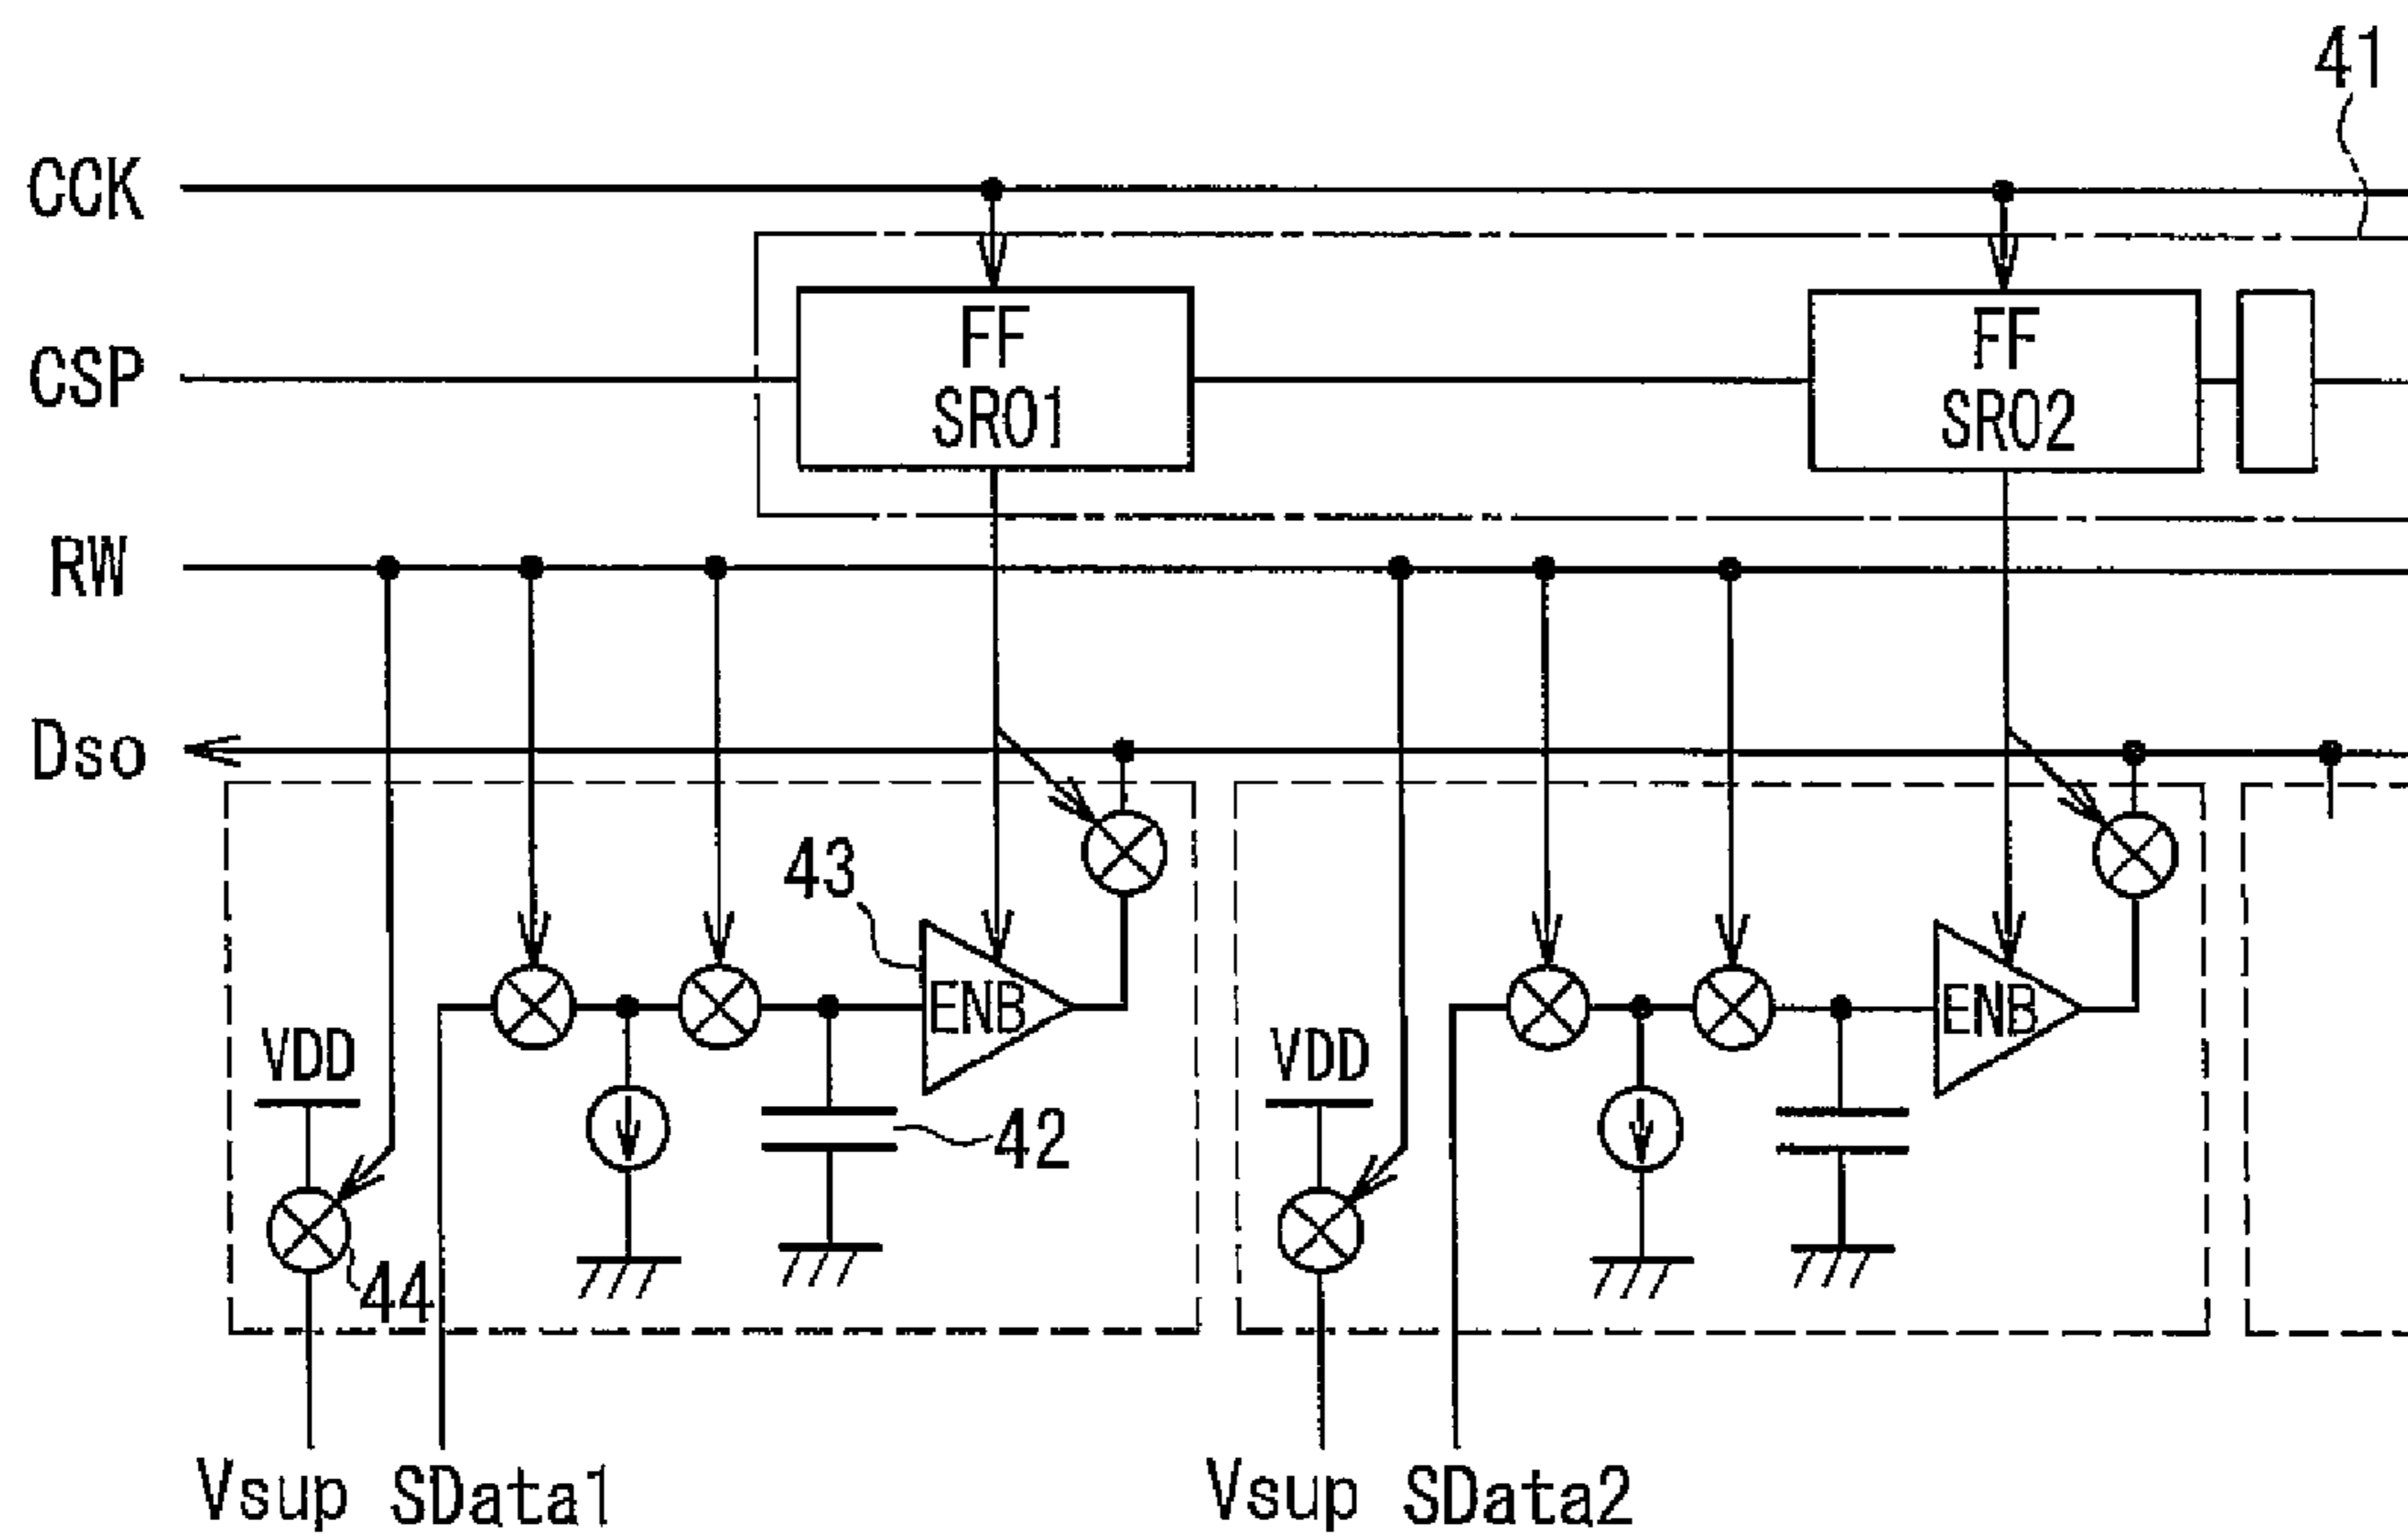 41
CCK
CSP
FF
SR01
FF
SR02
RW
Dso
43
ENB
ENB
VDD
VDD
42
44
Vsup SData1
Vsup SData2